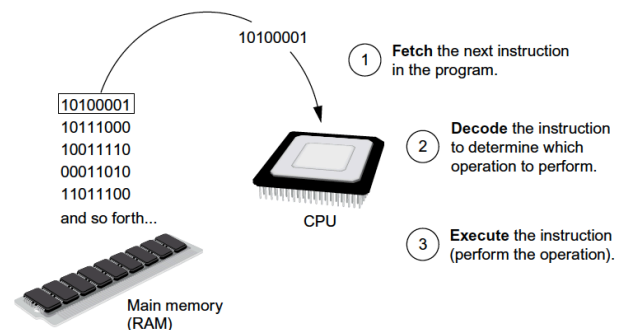 10100001
1 Fetch the next instruction
in the program.
10100001
10111000
10011110
00011010
11011100
and so forth...
2 Decode the instruction
to determine which
operation to perform.
CPU
3 Execute the instruction
(perform the operation).
Main memory
(RAM)